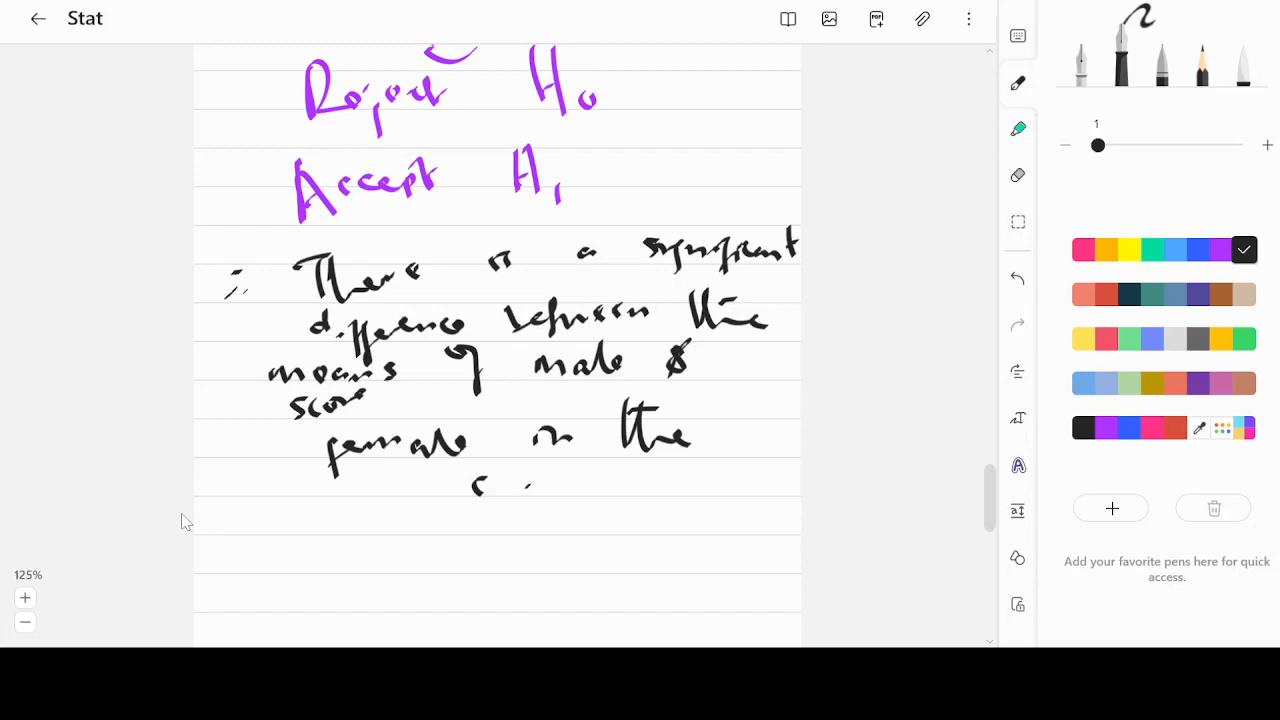 Stat
Reject H0
Accept H1
∴ There is a significant
difference between the
means of male &
score
female in the
1
125%
Add your favorite pens here for quick
access.